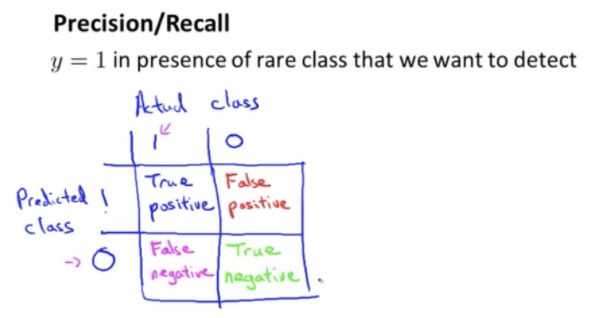 Precision/Recall
y = 1 in presence of rare class that we want to detect
Actual class
1 0
Predicted 1 True positive False positive
class
0 False negative True negative